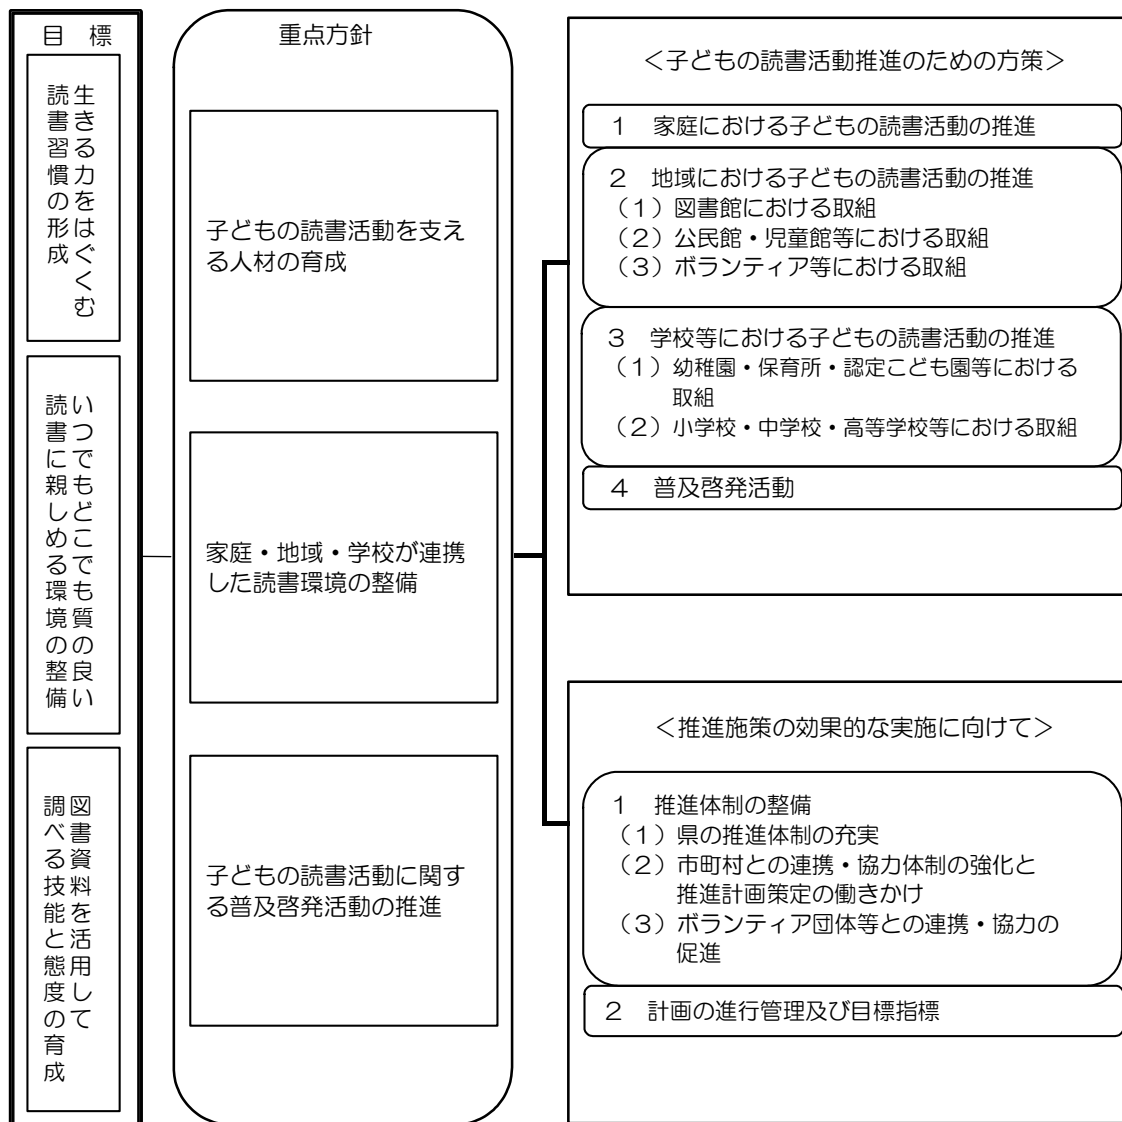 目　標
生きる力をはぐくむ
読書習慣の形成
いつでもどこでも質の良い
読書に親しめる環境の整備
図書資料を活用して
調べる技能と態度の育成
重点方針
子どもの読書活動を支え
る人材の育成
家庭・地域・学校が連携
した読書環境の整備
子どもの読書活動に関す
る普及啓発活動の推進
＜子どもの読書活動推進のための方策＞
１　家庭における子どもの読書活動の推進
２　地域における子どもの読書活動の推進
（１）図書館における取組
（２）公民館・児童館等における取組
（３）ボランティア等における取組
３　学校等における子どもの読書活動の推進
（１）幼稚園・保育所・認定こども園等における
取組
（２）小学校・中学校・高等学校等における取組
４　普及啓発活動
＜推進施策の効果的な実施に向けて＞
１　推進体制の整備
（１）県の推進体制の充実
（２）市町村との連携・協力体制の強化と
推進計画策定の働きかけ
（３）ボランティア団体等との連携・協力の
促進
２　計画の進行管理及び目標指標